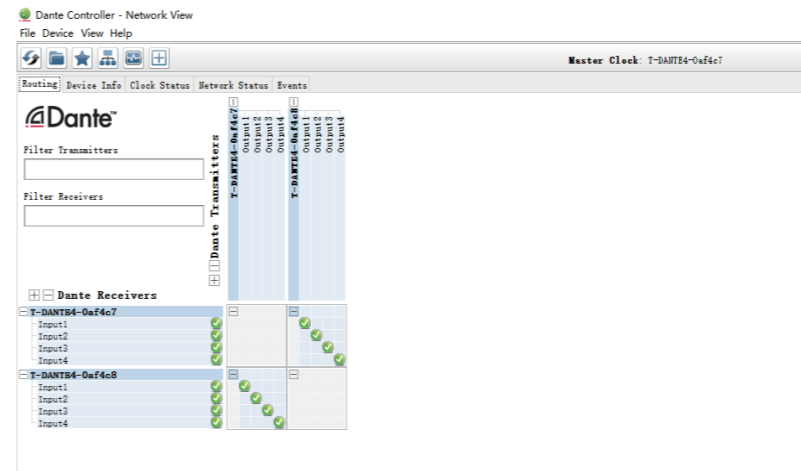 Dante Controller - Network View
File Device View Help
Master Clock: T-DANTE4-0af4c7
Routing Device Info Clock Status Network Status Events
Dante™
Filter Transmitters
Filter Receivers
Dante Transmitters
T-DANTE4-0af4c7
Output1
Output2
Output3
Output4
T-DANTE4-0af4c8
Output1
Output2
Output3
Output4
Dante Receivers
T-DANTE4-0af4c7
Input1
Input2
Input3
Input4
T-DANTE4-0af4c8
Input1
Input2
Input3
Input4